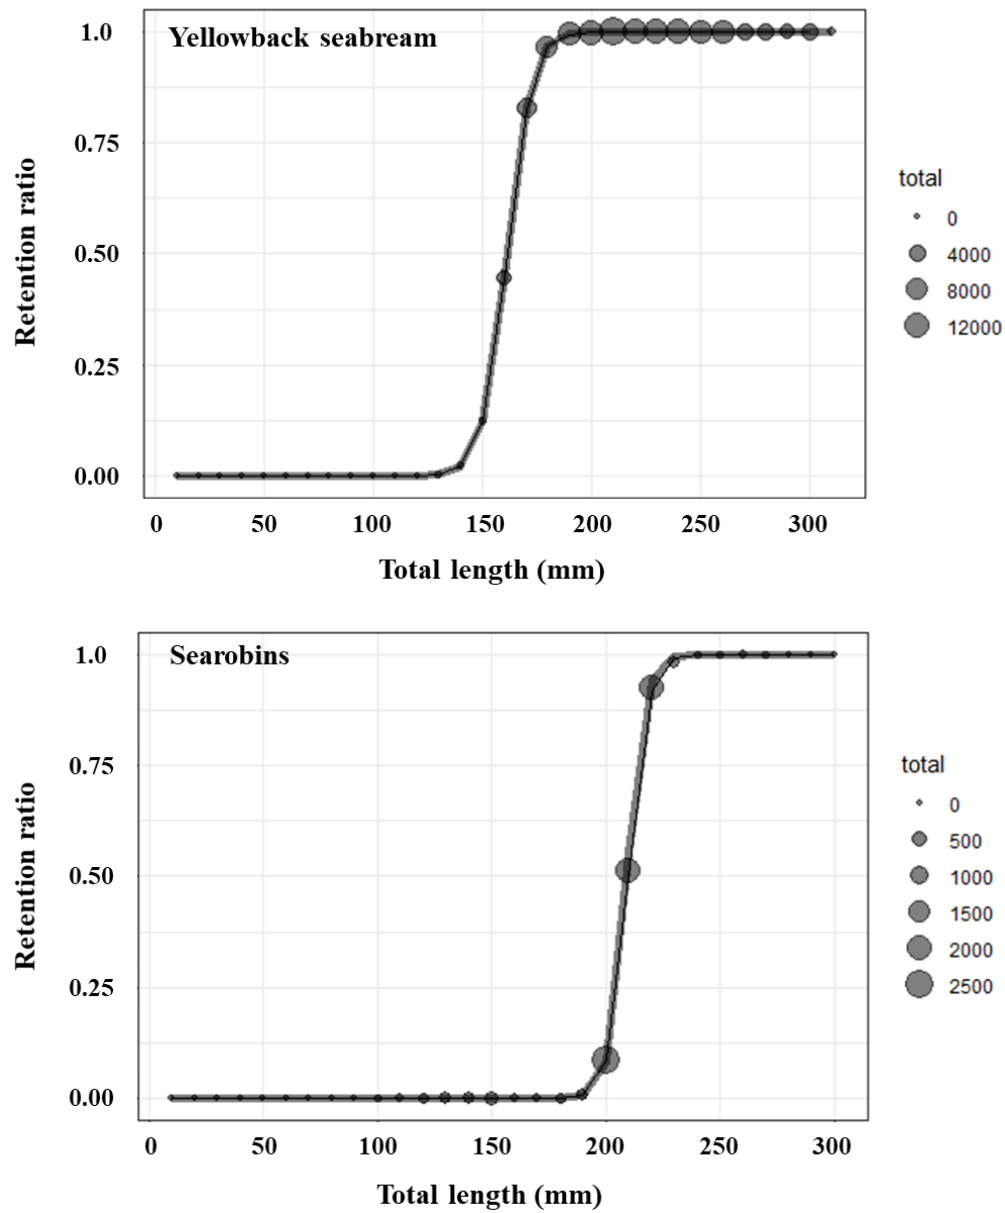 Yellowback seabream
1.0
0.75
0.50
0.25
0.00
Retention ratio
0 50 100 150 200 250 300
Total length (mm)
total
0
4000
8000
12000
Searobins
1.0
0.75
0.50
0.25
0.00
Retention ratio
0 50 100 150 200 250 300
Total length (mm)
total
0
500
1000
1500
2000
2500